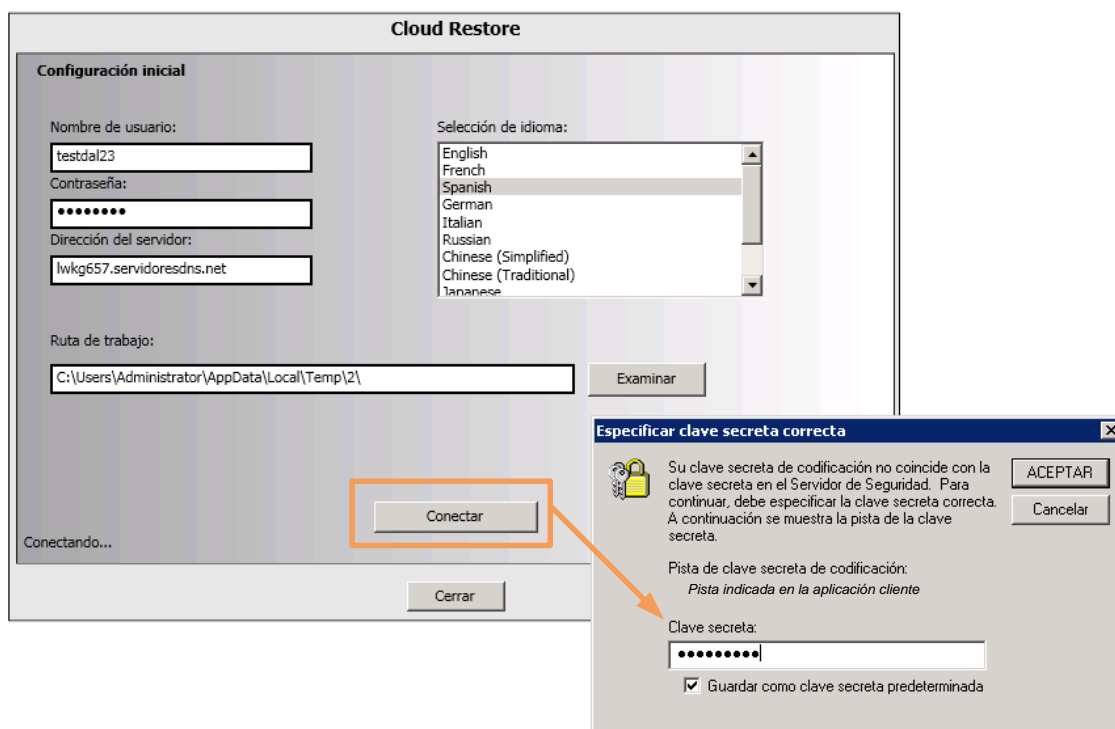 Cloud Restore
Configuración inicial
Nombre de usuario:
testdal23
Contraseña:
••••••••
Dirección del servidor:
lwkg657.servidoresdns.net
Selección de idioma:
English
French
Spanish
German
Italian
Russian
Chinese (Simplified)
Chinese (Traditional)
Japanese
Ruta de trabajo:
C:\Users\Administrator\AppData\Local\Temp\2\
Examinar
Conectar
Conectando...
Cerrar
Especificar clave secreta correcta
Su clave secreta de codificación no coincide con la
clave secreta en el Servidor de Seguridad. Para
continuar, debe especificar la clave secreta correcta.
A continuación se muestra la pista de la clave
secreta.
ACEPTAR
Cancelar
Pista de clave secreta de codificación:
Pista indicada en la aplicación cliente
Clave secreta:
•••••••••
Guardar como clave secreta predeterminada